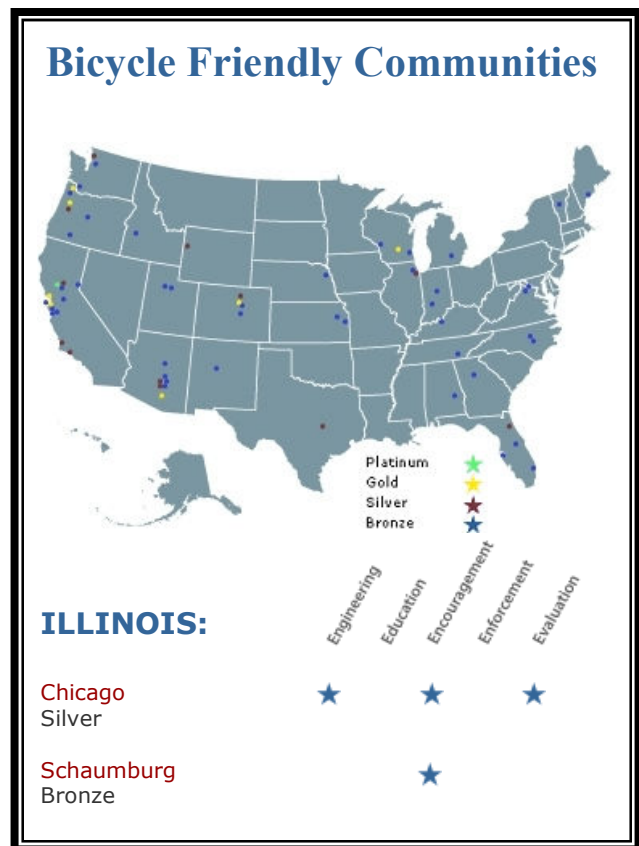 Bicycle Friendly Communities
Platinum
Gold
Silver
Bronze
Engineering
Education
Encouragement
Enforcement
Evaluation
ILLINOIS:
Chicago
Silver
Schaumburg
Bronze